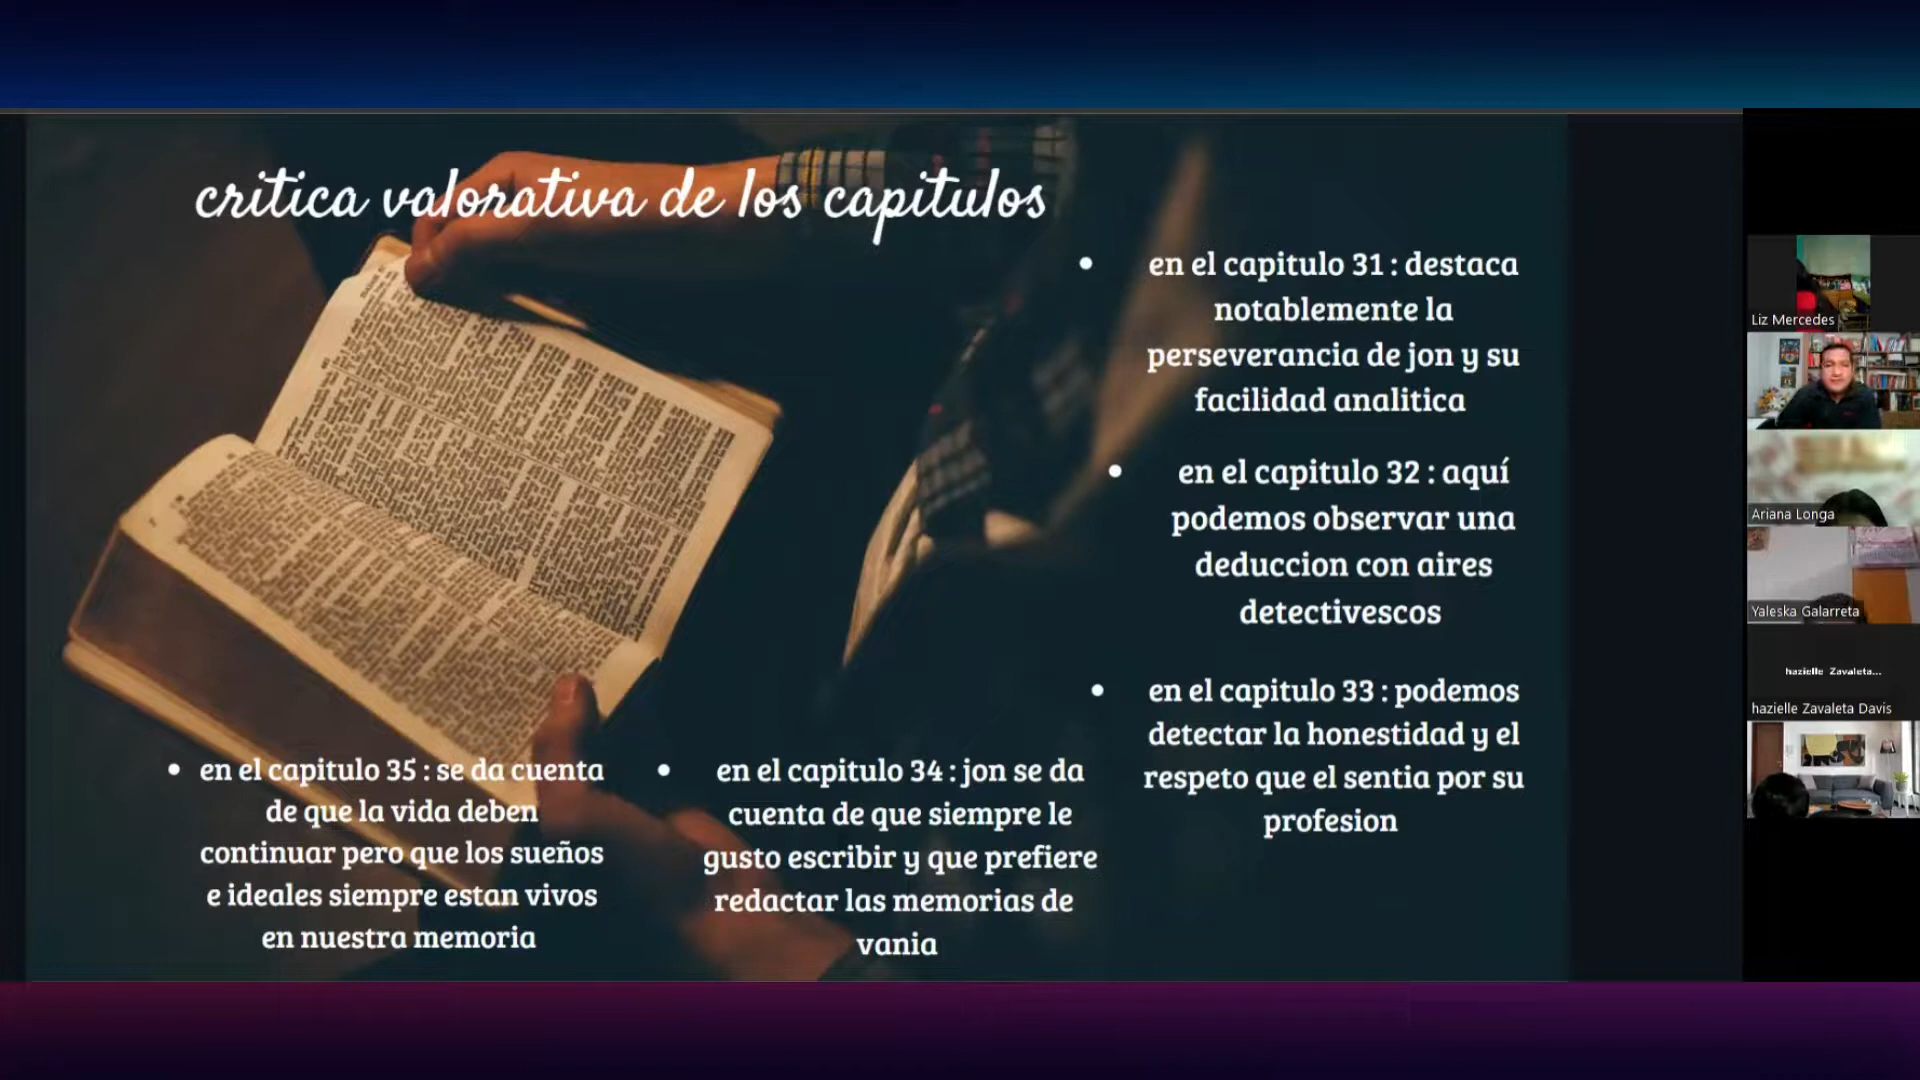 critica valorativa de los capitulos
en el capitulo 31 : destaca
notablemente la
perseverancia de jon y su
facilidad analitica
en el capitulo 32 : aquí
podemos observar una
deduccion con aires
detectivescos
en el capitulo 33 : podemos
detectar la honestidad y el
respeto que el sentia por su
profesion
en el capitulo 34 : jon se da
cuenta de que siempre le
gusto escribir y que prefiere
redactar las memorias de
vania
en el capitulo 35 : se da cuenta
de que la vida deben
continuar pero que los sueños
e ideales siempre estan vivos
en nuestra memoria
Liz Mercedes
Ariana Longa
Yaleska Galarreta
hazielle Zavaleta...
hazielle Zavaleta Davis